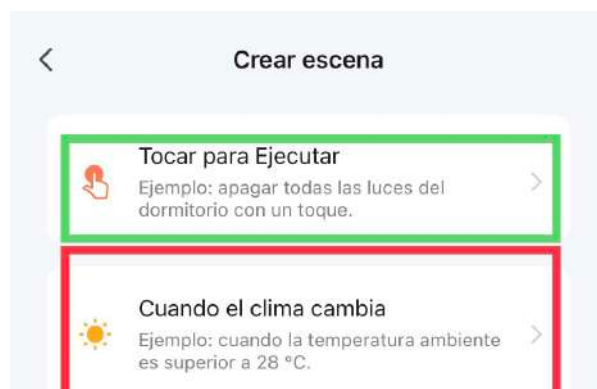 Crear escena
Tocar para Ejecutar
Ejemplo: apagar todas las luces del
dormitorio con un toque.
Cuando el clima cambia
Ejemplo: cuando la temperatura ambiente
es superior a 28 °C.